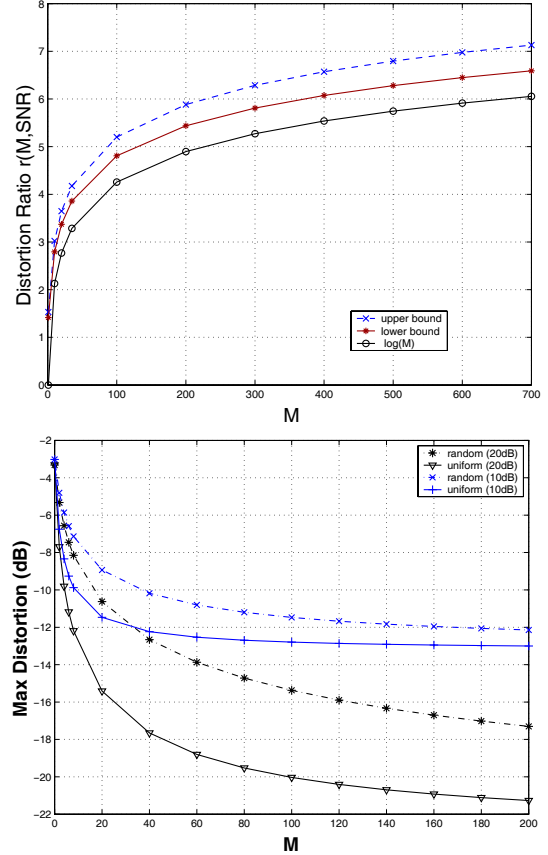 8
7
6
5
4
3
2
1
0
Distortion Ratio r(M,SNR)
upper bound
lower bound
log(M)
0 100 200 300 400 500 600 700
M
−2
−4
−6
−8
−10
−12
−14
−16
−18
−20
−22
Max Distortion (dB)
random (20dB)
uniform (20dB)
random (10dB)
uniform (10dB)
0 20 40 60 80 100 120 140 160 180 200
M